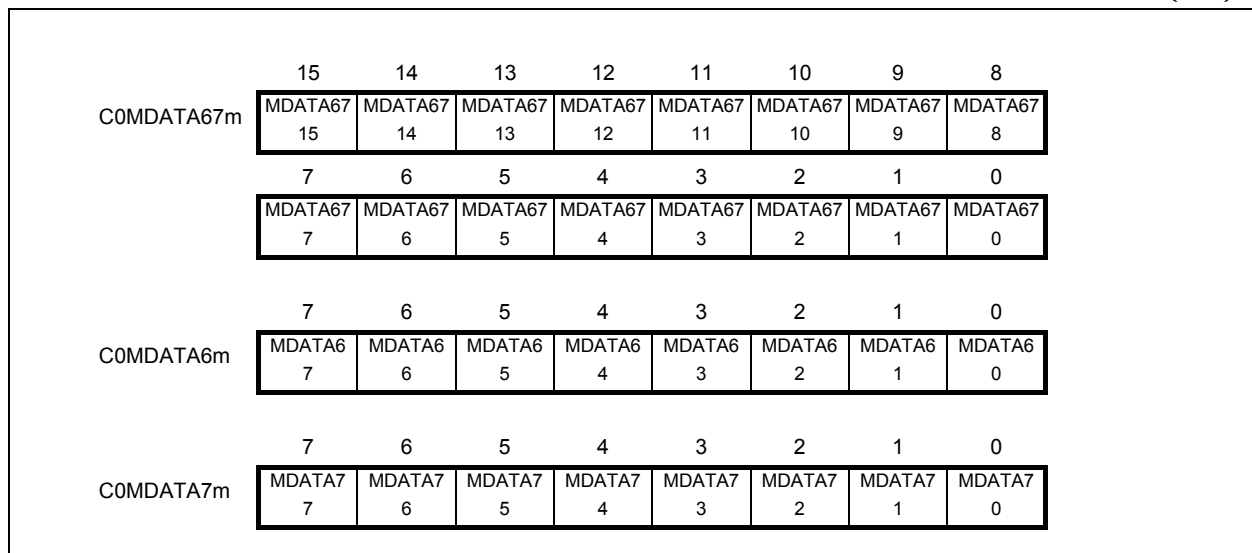 15 14 13 12 11 10 9 8
C0MDATA67m MDATA67 MDATA67 MDATA67 MDATA67 MDATA67 MDATA67 MDATA67 MDATA67
15 14 13 12 11 10 9 8
7 6 5 4 3 2 1 0
MDATA67 MDATA67 MDATA67 MDATA67 MDATA67 MDATA67 MDATA67 MDATA67
7 6 5 4 3 2 1 0
7 6 5 4 3 2 1 0
C0MDATA6m MDATA6 MDATA6 MDATA6 MDATA6 MDATA6 MDATA6 MDATA6 MDATA6
7 6 5 4 3 2 1 0
7 6 5 4 3 2 1 0
C0MDATA7m MDATA7 MDATA7 MDATA7 MDATA7 MDATA7 MDATA7 MDATA7 MDATA7
7 6 5 4 3 2 1 0